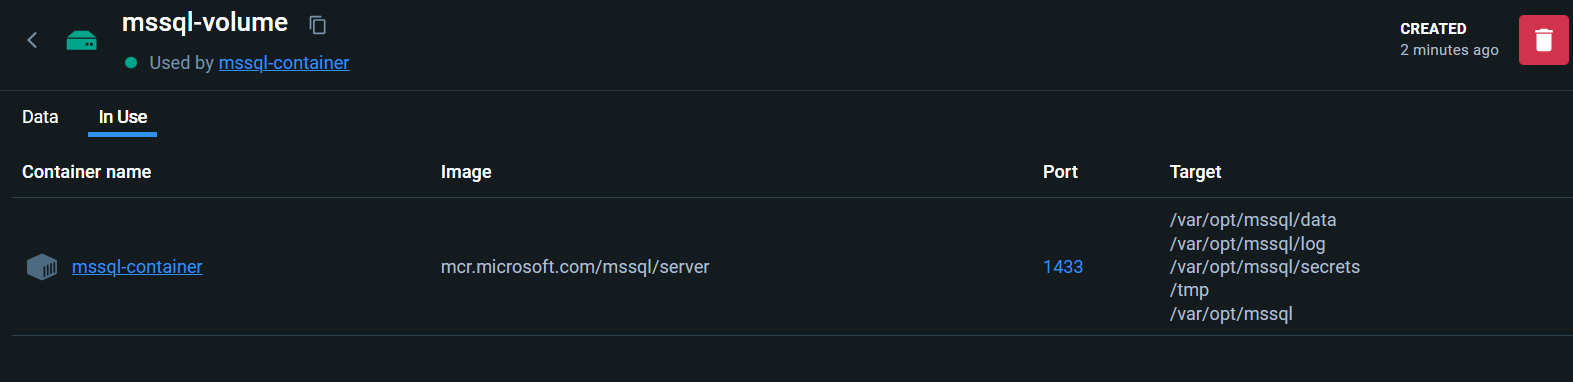 mssql-volume
Used by mssql-container
CREATED
2 minutes ago
Data
In Use
Container name
Image
Port
Target
mssql-container
mcr.microsoft.com/mssql/server
1433
/var/opt/mssql/data
/var/opt/mssql/log
/var/opt/mssql/secrets
/tmp
/var/opt/mssql